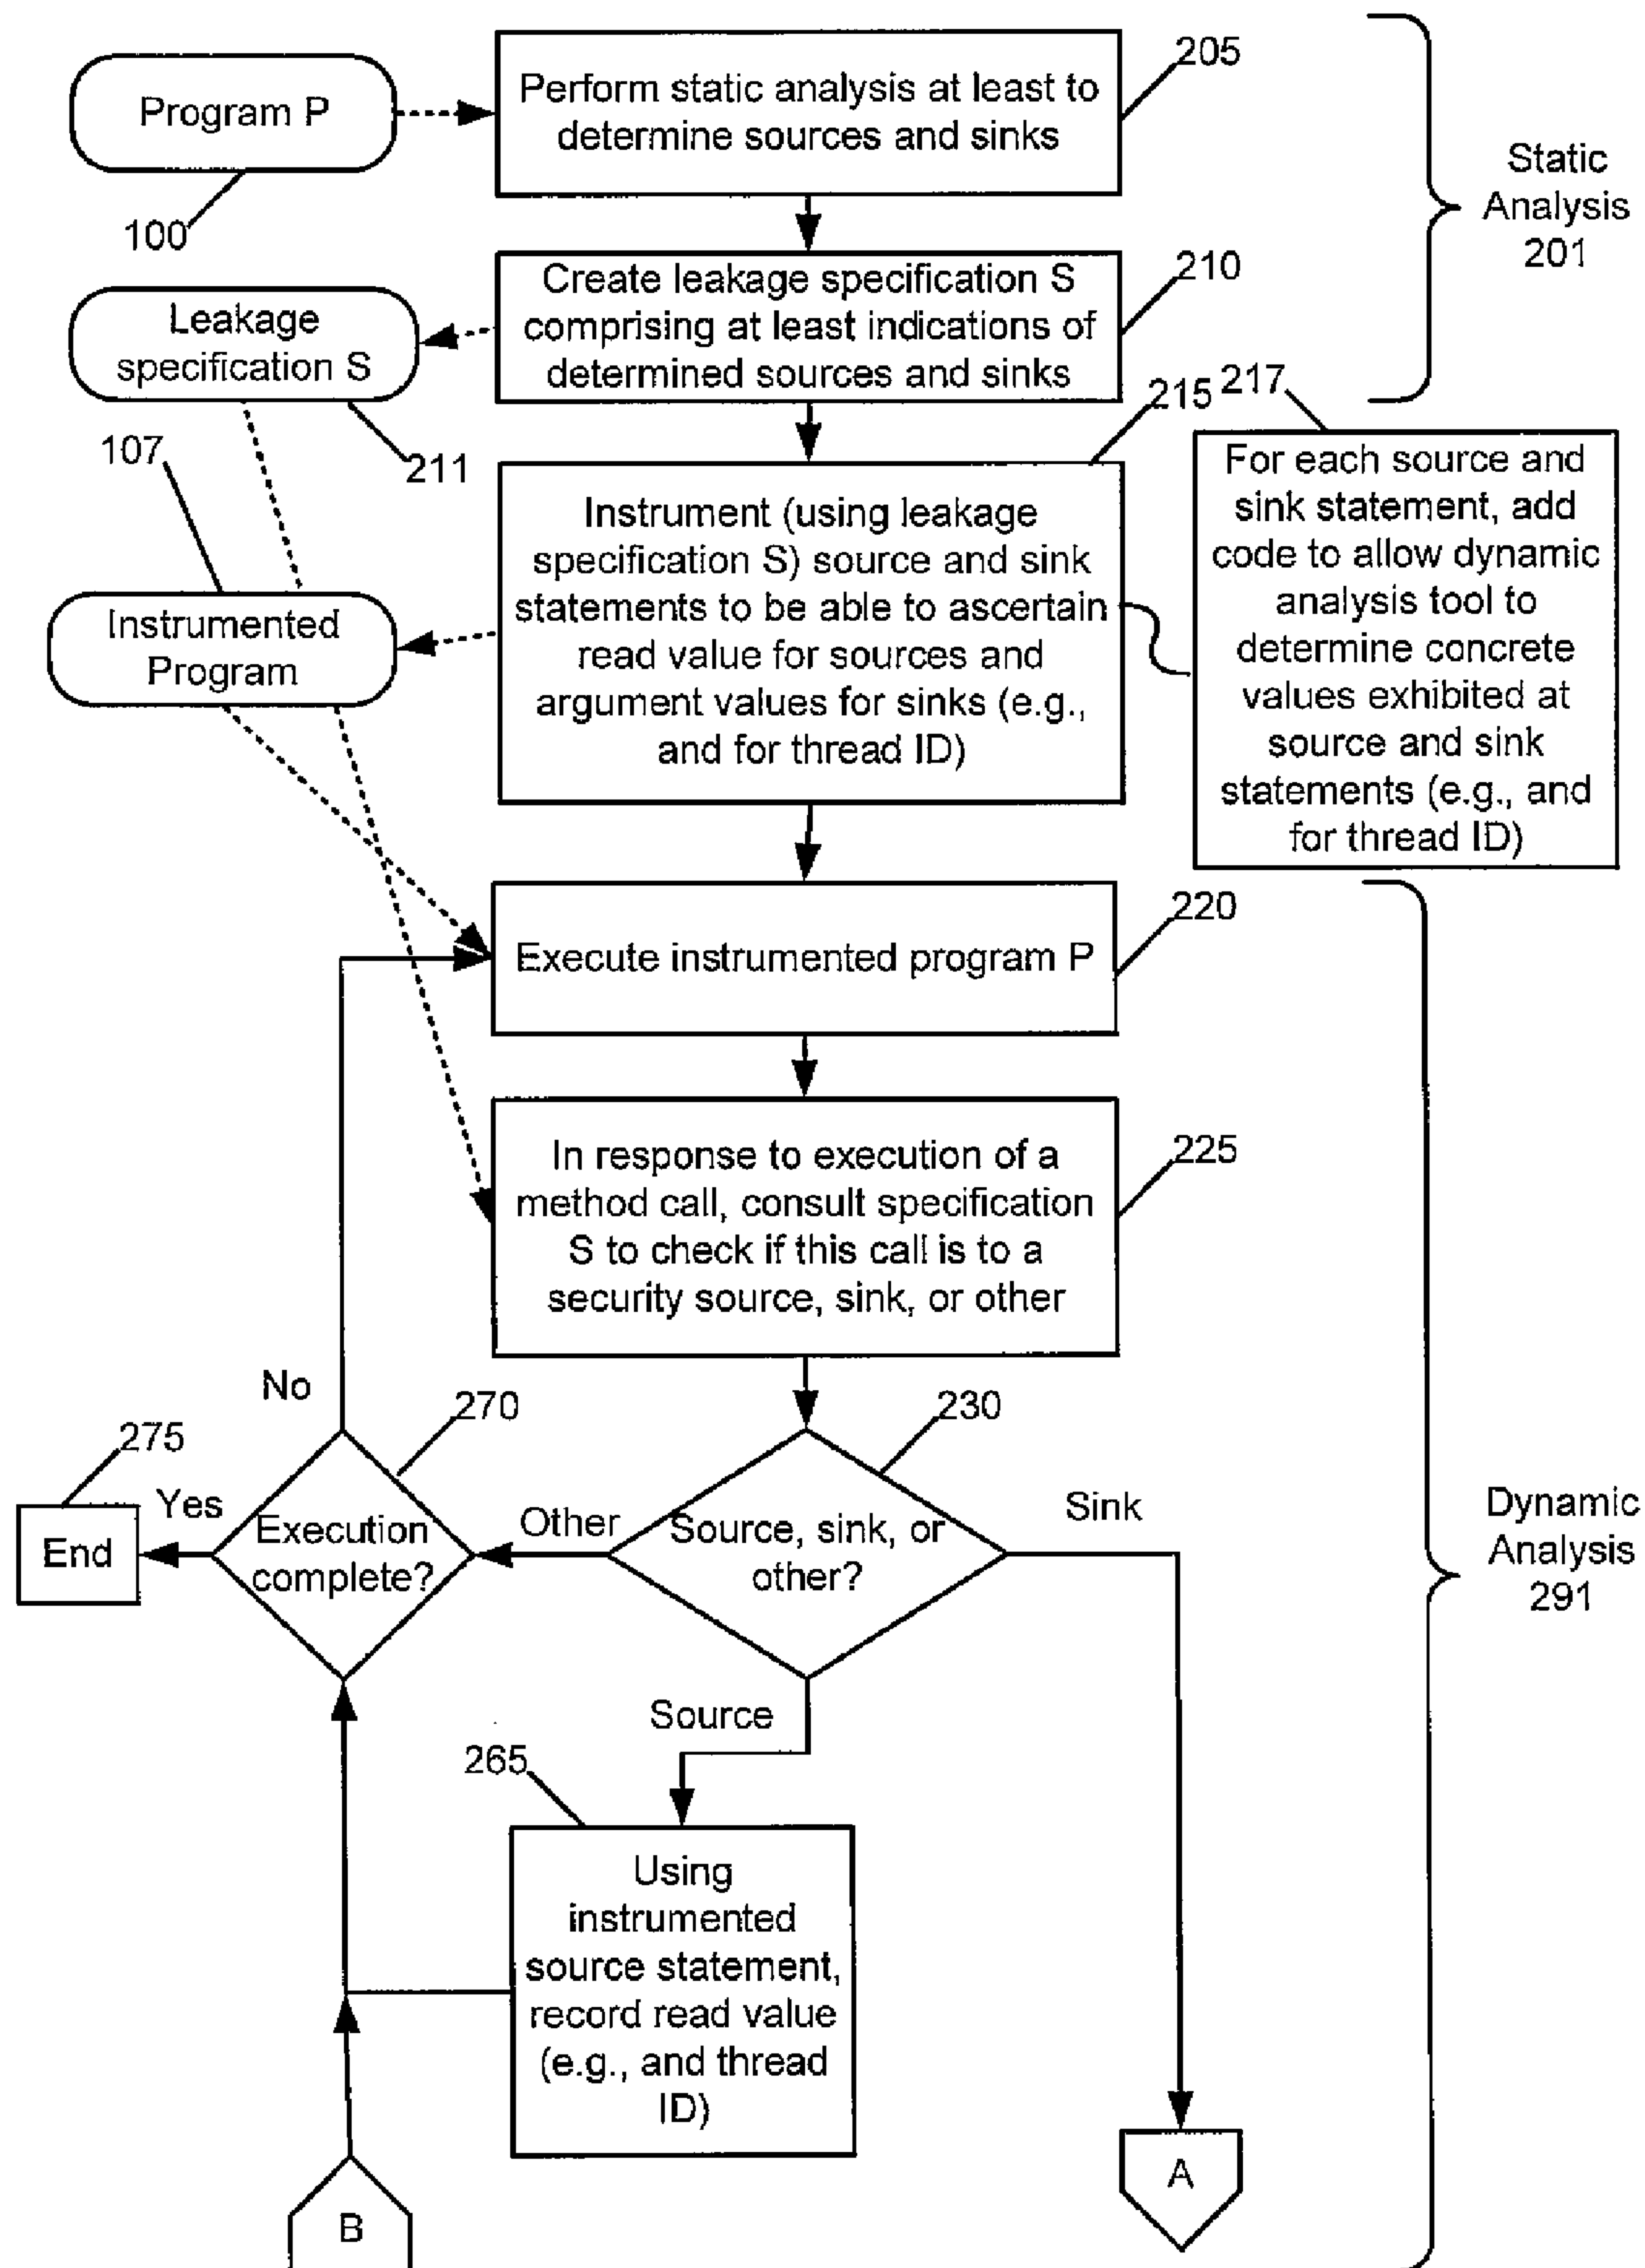 205
Program P
Perform static analysis at least to
determine sources and sinks
100
Static
Analysis
201
210
Create leakage specification S
comprising at least indications of
determined sources and sinks
Leakage
specification S
211
215
217
For each source and
sink statement, add
code to allow dynamic
analysis tool to
determine concrete
values exhibited at
source and sink
statements (e.g., and
for thread ID)
107
Instrument (using leakage
specification S) source and sink
statements to be able to ascertain
read value for sources and
argument values for sinks (e.g.,
and for thread ID)
Instrumented
Program
220
Execute instrumented program P
225
In response to execution of a
method call, consult specification
S to check if this call is to a
security source, sink, or other
No
270
230
275
Yes
End
Execution
complete?
Other
Source, sink, or
other?
Sink
Dynamic
Analysis
291
Source
265
Using
instrumented
source statement,
record read value
(e.g., and thread
ID)
A
B